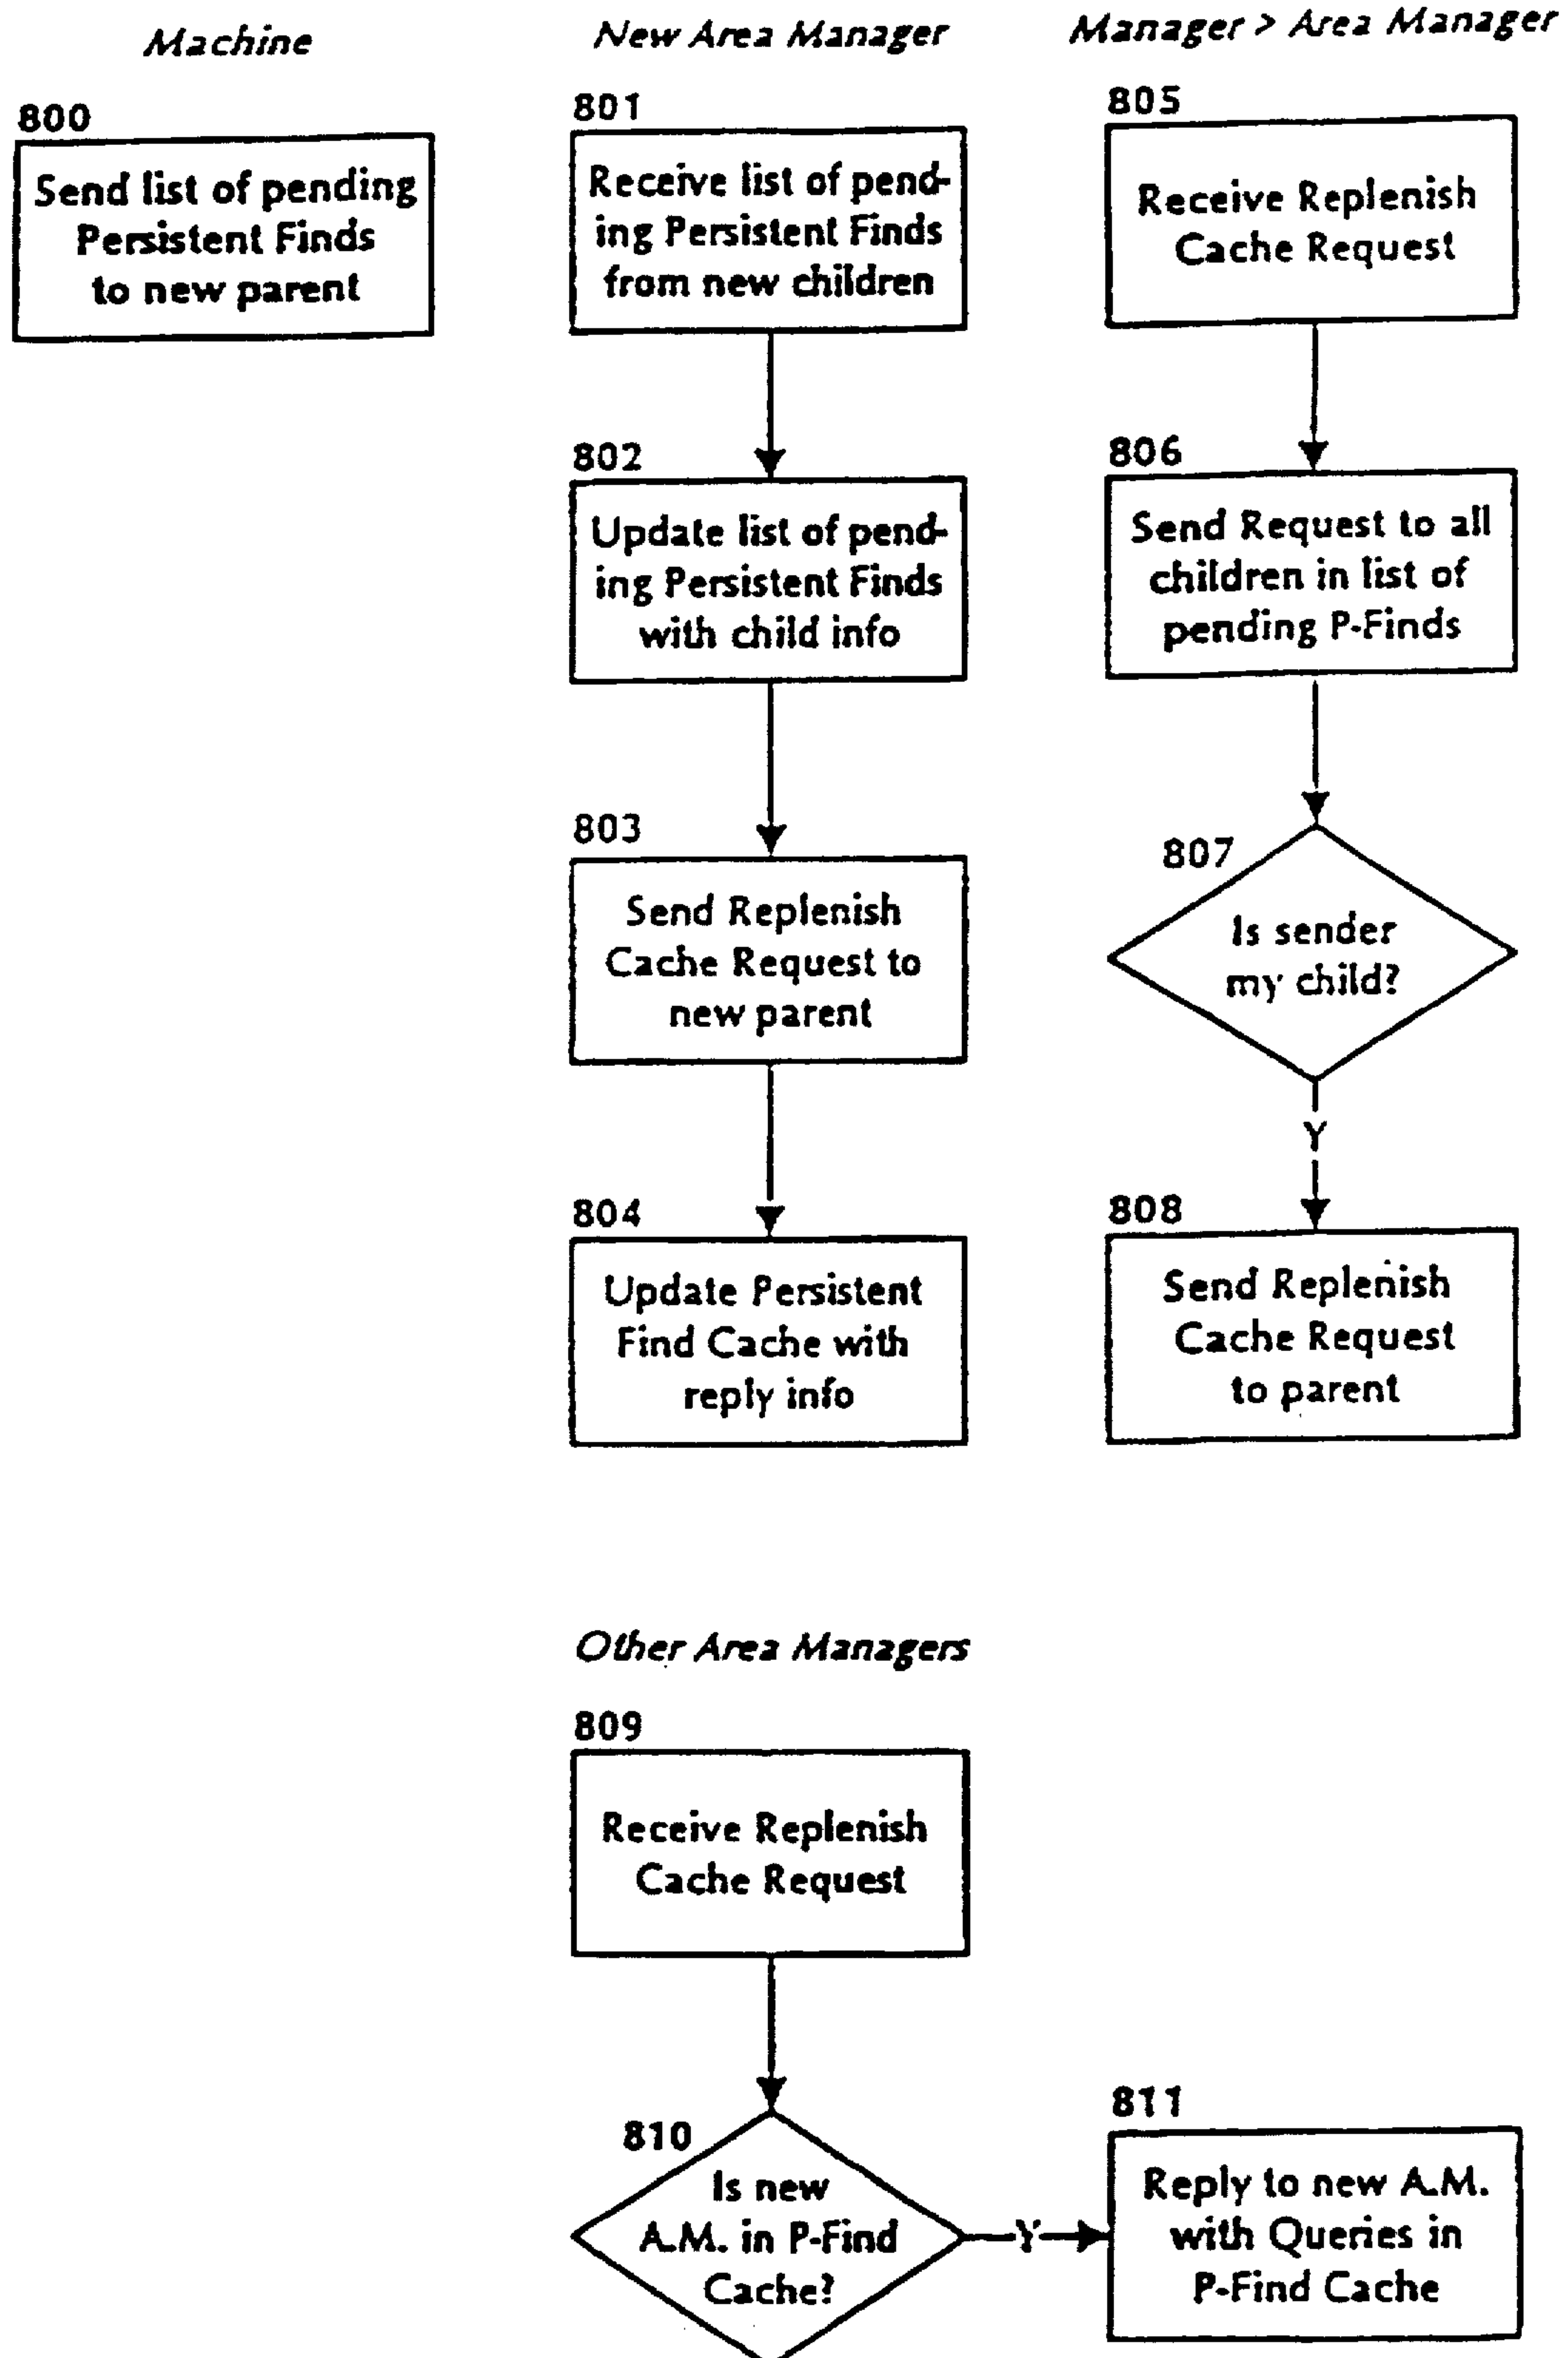 Machine
800
Send list of pending
Persistent Finds
to new parent
New Area Manager
801
Receive list of pend-
ing Persistent Finds
from new children
802
Update list of pend-
ing Persistent Finds
with child info
803
Send Replenish
Cache Request to
new parent
804
Update Persistent
Find Cache with
reply info
Manager > Area Manager
805
Receive Replenish
Cache Request
806
Send Request to all
children in list of
pending P-Finds
807
Is sender
my child?
Y
808
Send Replenish
Cache Request
to parent
Other Area Managers
809
Receive Replenish
Cache Request
810
Is new
A.M. in P-Find
Cache?
Y
811
Reply to new A.M.
with Queries in
P-Find Cache